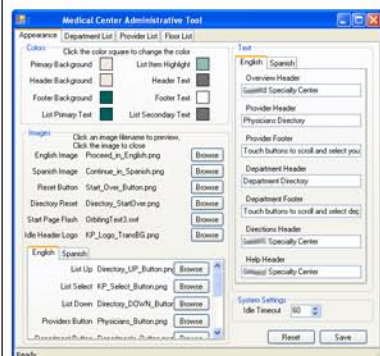 Medical Center Administrative Tool
Appearance Department List Provider List Floor List
Colors
Click the color square to change the color
Primary Background List Item Highlight
Header Background Header Text
Footer Background Footer Text
List Primary Text List Secondary Text
Images
Click an image filename to preview.
Click the image to close
English Image Proceed_in_English.png Browse
Spanish Image Continue_in_Spanish.png Browse
Reset Button Start_Over_Button.png Browse
Directory Reset Directory_StartOver.png Browse
Start Page Flash OrbitingText3.swf Browse
Idle Header Logo KP_Logo_TransBG.png Browse
English Spanish
List Up Directory_UP_Button.png Browse
List Select KP_Select_Button.png Browse
List Down Directory_DOWN_Button Browse
Providers Button Physicians_Button.png Browse
Text
English Spanish
Overview Header
Specialty Center
Provider Header
Physicians Directory
Provider Footer
Touch buttons to scroll and select you
Department Header
Department Directory
Department Footer
Touch buttons to scroll and select dep
Directions Header
Specialty Center
Help Header
Specialty Center
System Settings
Idle Timeout 60
Reset Save
Ready